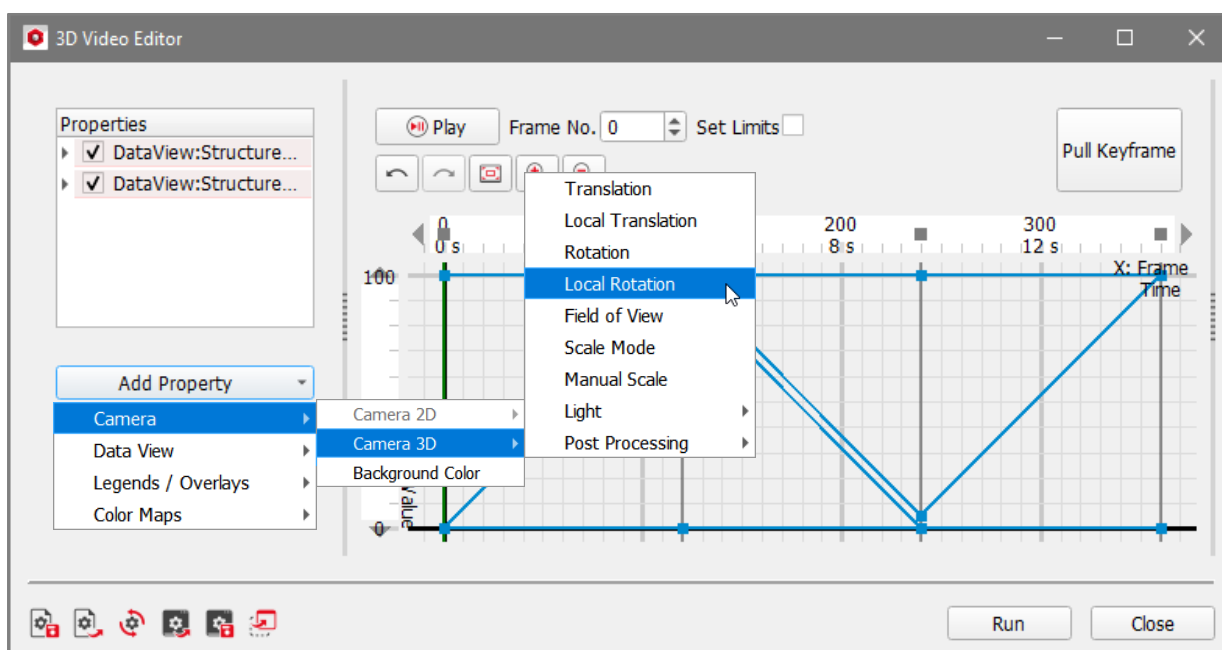 3D Video Editor
Properties
DataView:Structure...
DataView:Structure...
Add Property
Camera
Data View
Legends / Overlays
Color Maps
Camera 2D
Camera 3D
Background Color
Play Frame No. 0 Set Limits
Pull Keyframe
Translation
Local Translation
Rotation
Local Rotation
Field of View
Scale Mode
Manual Scale
Light
Post Processing
0 200 300
0 s 8 s 12 s
X: Frame
Time
100
Value
0
Run Close